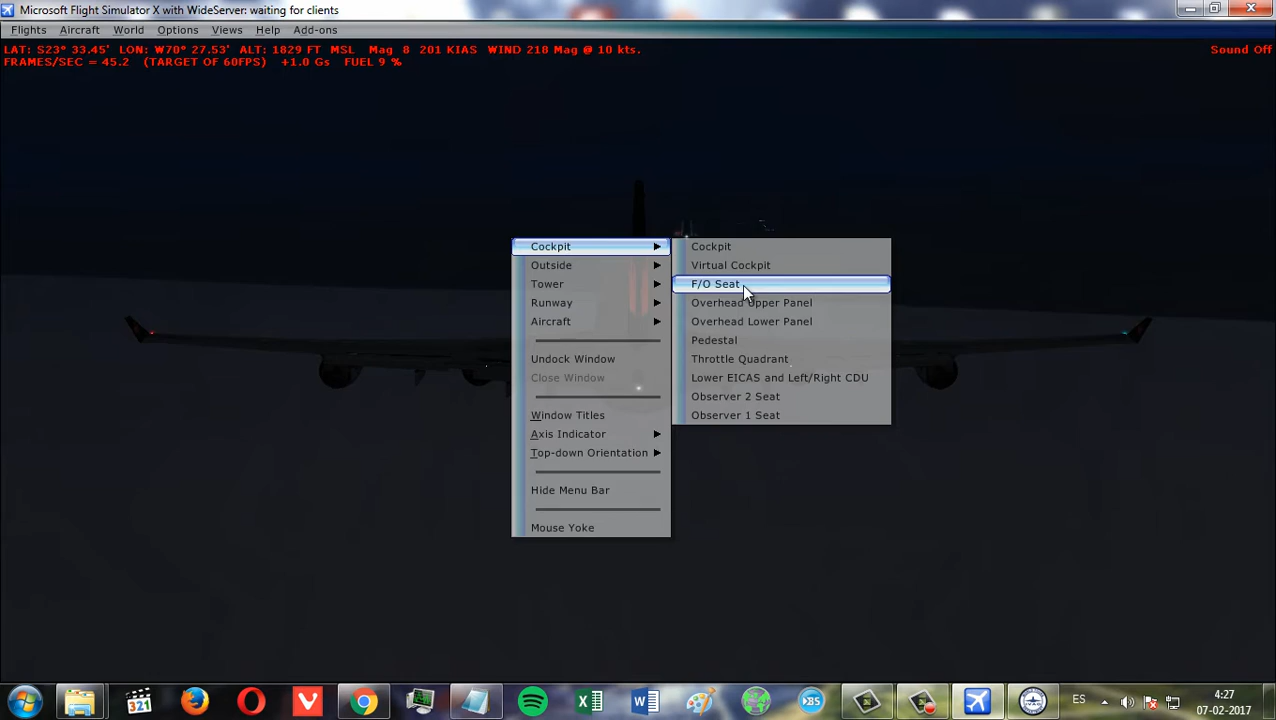 Microsoft Flight Simulator X with WideServer: waiting for clients
Flights Aircraft World Options Views Help Add-ons
LAT: S23° 33.45' LON: W70° 27.53' ALT: 1829 FT MSL Mag 8 201 KIAS WIND 218 Mag @ 10 kts. Sound Off
FRAMES/SEC = 45.2 (TARGET OF 60FPS) +1.0 Gs FUEL 9 %
Cockpit
Outside
Tower
Runway
Aircraft
Undock Window
Close Window
Window Titles
Axis Indicator
Top-down Orientation
Hide Menu Bar
Mouse Yoke
Cockpit
Virtual Cockpit
F/O Seat
Overhead Upper Panel
Overhead Lower Panel
Pedestal
Throttle Quadrant
Lower EICAS and Left/Right CDU
Observer 2 Seat
Observer 1 Seat
321
ES
4:27
07-02-2017